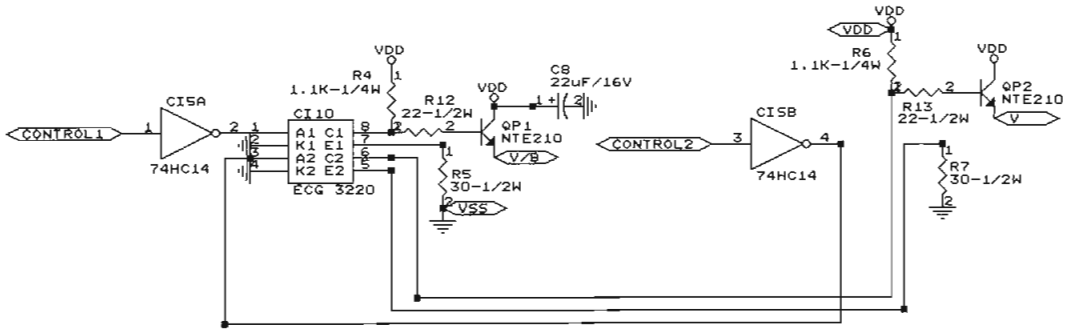 VDD
VDD
1
R6
1.1K-1/4W
VDD
2
R13
22-1/2W
2
QP2
NTE210
V
VDD
R4
1.1K-1/4W
1
2
R12
22-1/2W
2
VDD
QP1
NTE210
V/B
C8
22uF/16V
1 + 2
CI5A
CONTROL1
1
2
74HC14
CI10
1 A1 C1 8
2 K1 E1 7
3 A2 C2 6
4 K2 E2 5
ECG 3220
1
R5
30-1/2W
2
VSS
CI5B
CONTROL2
3
4
74HC14
1
R7
30-1/2W
2